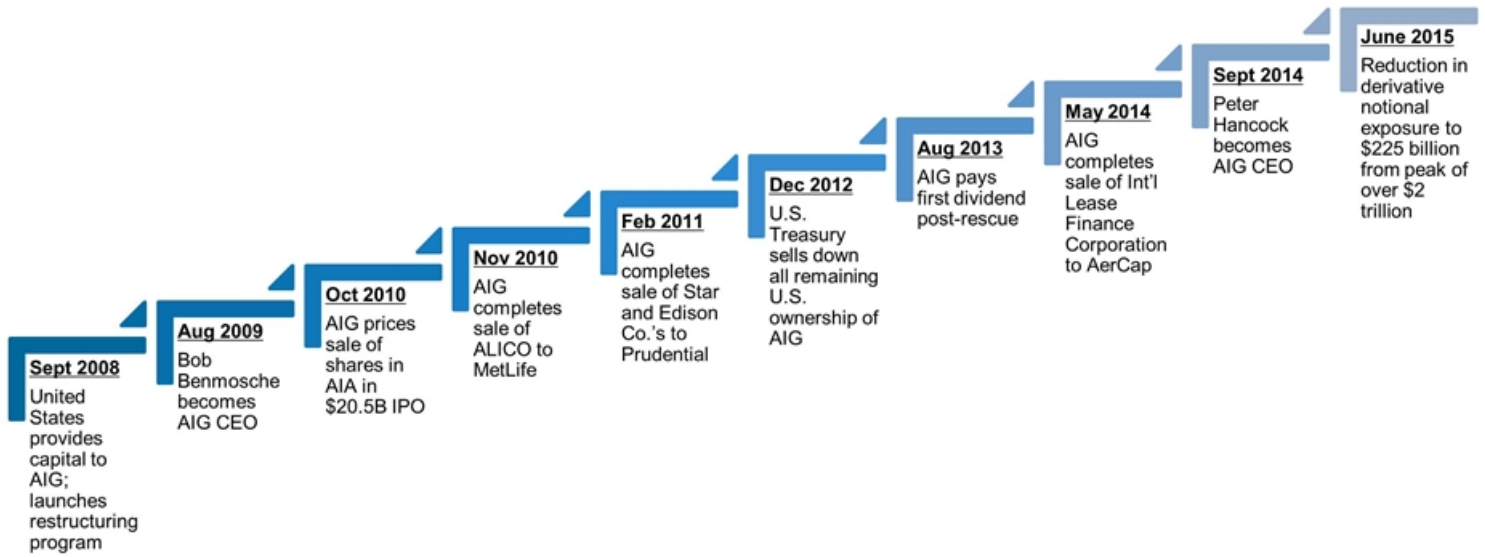 Sept 2008
United
States
provides
capital to
AIG;
launches
restructuring
program
Aug 2009
Bob
Benmosche
becomes
AIG CEO
Oct 2010
AIG prices
sale of
shares in
AIA in
$20.5B IPO
Nov 2010
AIG
completes
sale of
ALICO to
MetLife
Feb 2011
AIG
completes
sale of Star
and Edison
Co.'s to
Prudential
Dec 2012
U.S.
Treasury
sells down
all remaining
U.S.
ownership of
AIG
Aug 2013
AIG pays
first dividend
post-rescue
May 2014
AIG
completes
sale of Int'l
Lease
Finance
Corporation
to AerCap
Sept 2014
Peter
Hancock
becomes
AIG CEO
June 2015
Reduction in
derivative
notional
exposure to
$225 billion
from peak of
over $2
trillion